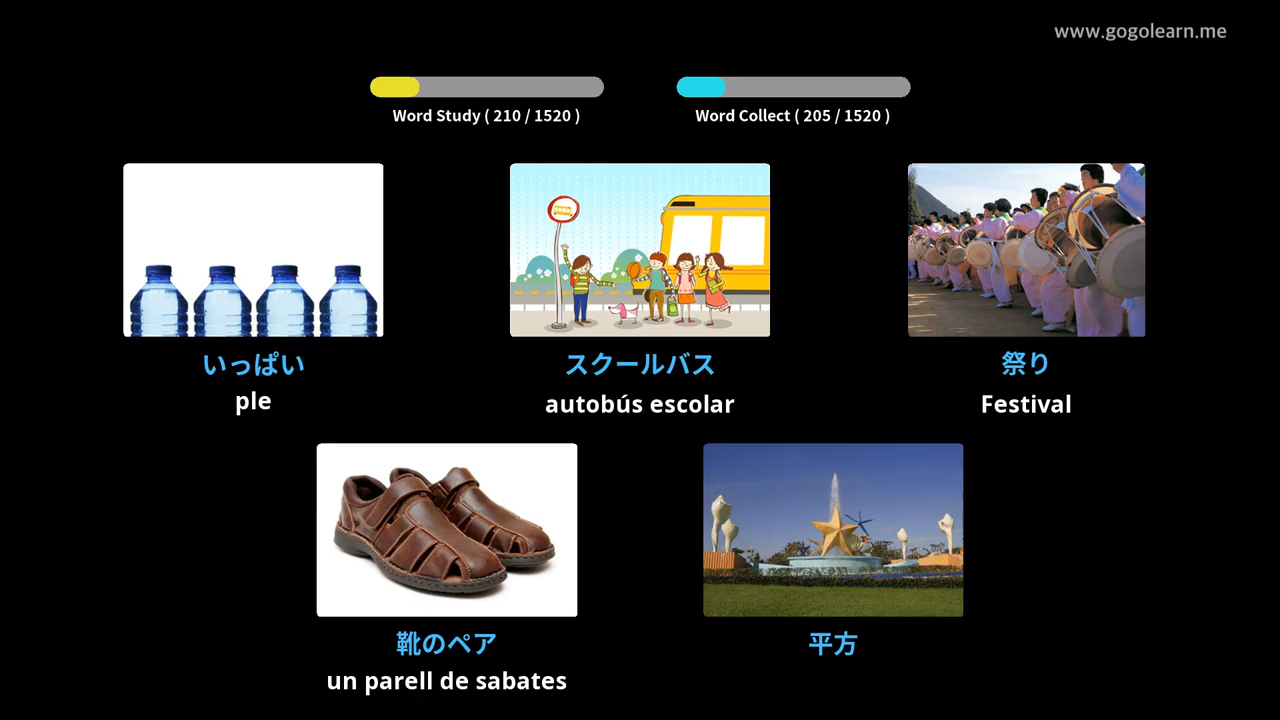 www.gogolearn.me
Word Study ( 210 / 1520 )
Word Collect ( 205 / 1520 )
いっぱい
ple
スクールバス
autobús escolar
祭り
Festival
靴のペア
un parell de sabates
平方